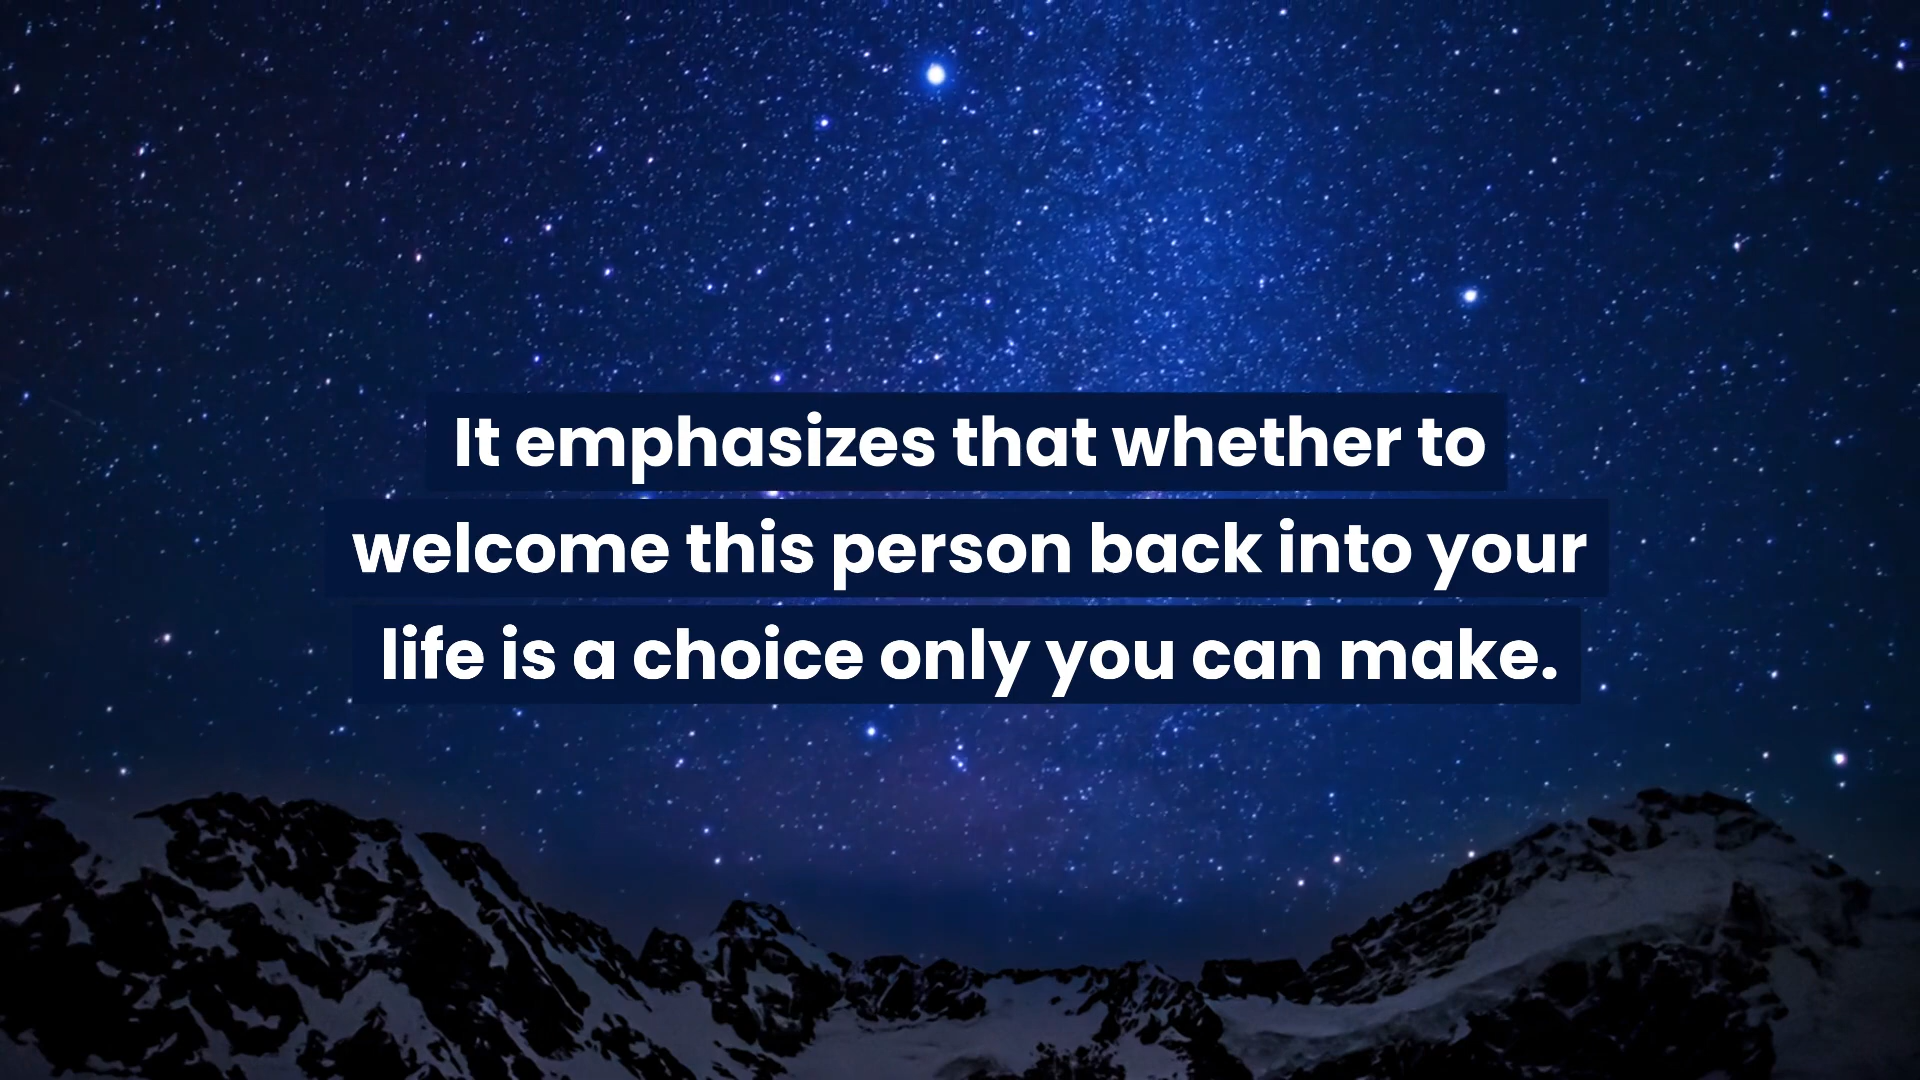 It emphasizes that whether to
welcome this person back into your
life is a choice only you can make.